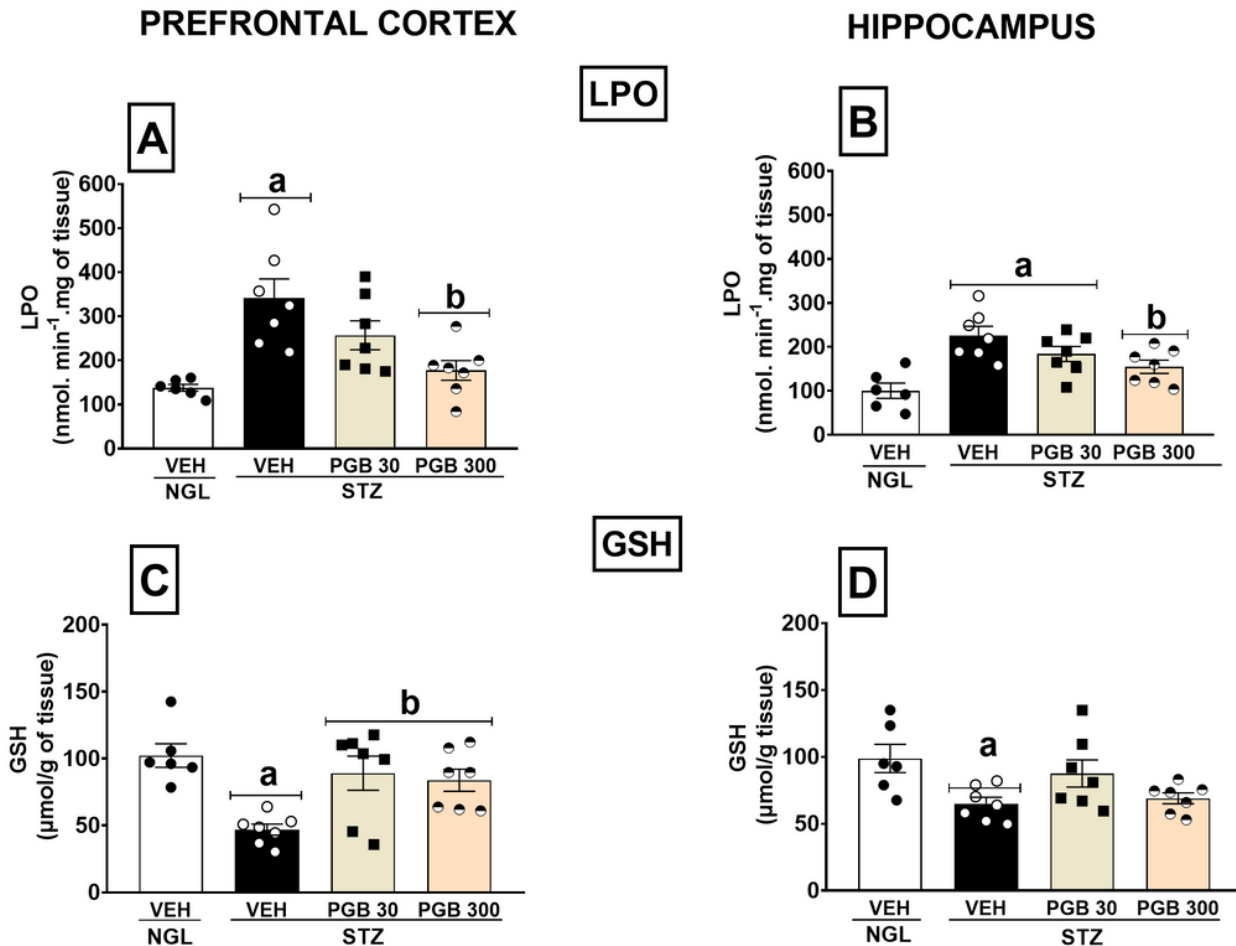 PREFRONTAL CORTEX
HIPPOCAMPUS
LPO
A
LPO
(nmol. min⁻¹.mg of tissue)
600
500
400
300
200
100
0
a
b
VEH VEH PGB 30 PGB 300
NGL STZ
B
LPO
(nmol. min⁻¹.mg of tissue)
600
500
400
300
200
100
0
a
b
VEH VEH PGB 30 PGB 300
NGL STZ
GSH
C
GSH
(µmol/g of tissue)
200
150
100
50
0
a
b
VEH VEH PGB 30 PGB 300
NGL STZ
D
GSH
(µmol/g tissue)
200
150
100
50
0
a
VEH VEH PGB 30 PGB 300
NGL STZ